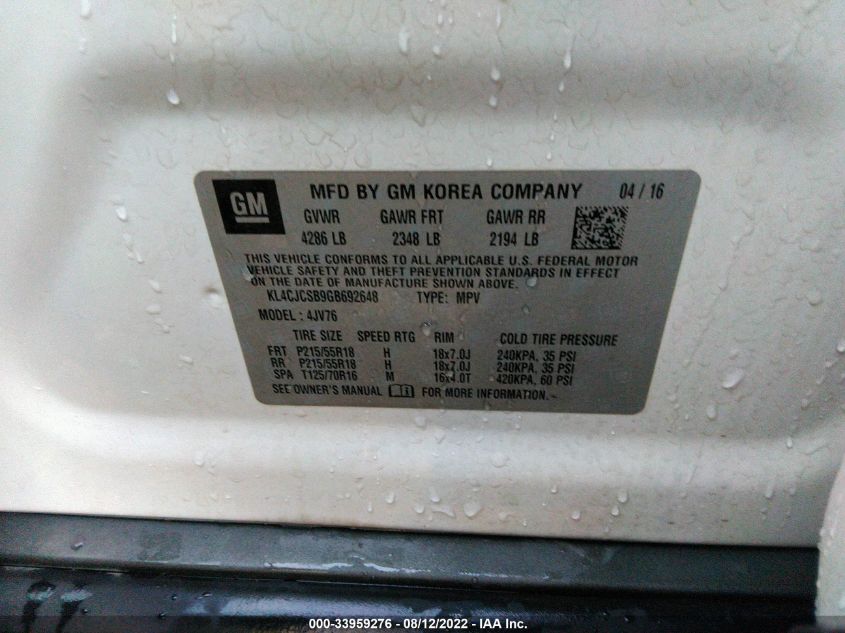 GM
MFD BY GM KOREA COMPANY 04 / 16
GVWR GAWR FRT GAWR RR
4286 LB 2348 LB 2194 LB
THIS VEHICLE CONFORMS TO ALL APPLICABLE U.S. FEDERAL MOTOR
VEHICLE SAFETY AND THEFT PREVENTION STANDARDS IN EFFECT
ON THE DATE OF MANUFACTURE SHOWN ABOVE.
KL4CJCSB9GB692648 TYPE: MPV
MODEL : 4JV76
TIRE SIZE SPEED RTG RIM COLD TIRE PRESSURE
FRT P215/55R18 H 18x7.0J 240KPA, 35 PSI
RR P215/55R18 H 18x7.0J 240KPA, 35 PSI
SPA T125/70R16 M 16x4.0T 420KPA, 60 PSI
SEE OWNER'S MANUAL FOR MORE INFORMATION.
000-33959276 - 08/12/2022 - IAA Inc.